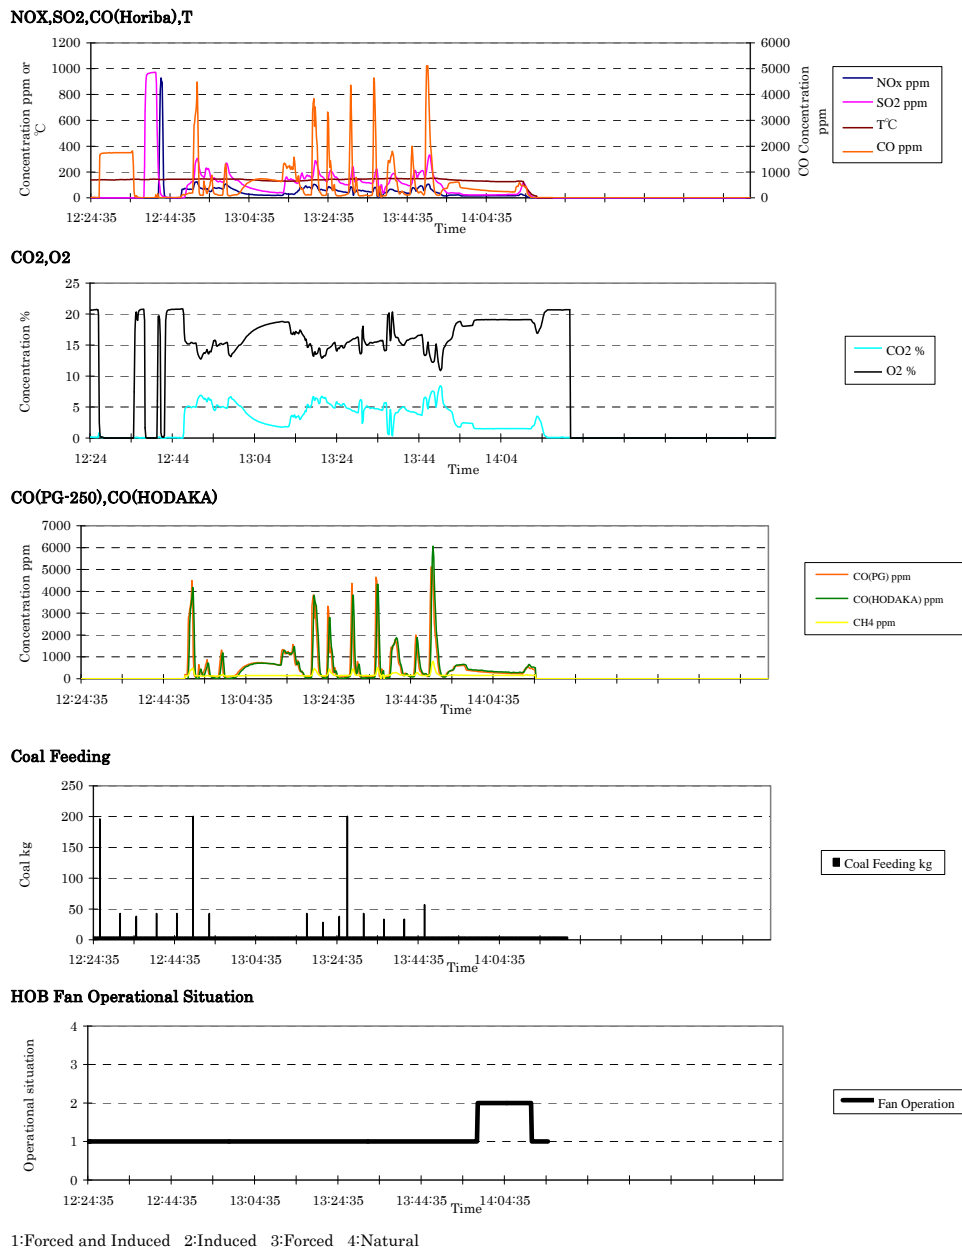 NOX,SO2,CO(Horiba),T
Concentration ppm or ℃
1200
1000
800
600
400
200
0
6000
5000
4000
3000
2000
1000
0
CO Concentration ppm
12:24:35 12:44:35 13:04:35 13:24:35 13:44:35 14:04:35
Time
NOx ppm
SO2 ppm
T℃
CO ppm
CO2,O2
Concentration %
25
20
15
10
5
0
12:24 12:44 13:04 13:24 13:44 14:04
Time
CO2 %
O2 %
CO(PG-250),CO(HODAKA)
Concentration ppm
7000
6000
5000
4000
3000
2000
1000
0
12:24:35 12:44:35 13:04:35 13:24:35 13:44:35 14:04:35
Time
CO(PG) ppm
CO(HODAKA) ppm
CH4 ppm
Coal Feeding
Coal kg
250
200
150
100
50
0
12:24:35 12:44:35 13:04:35 13:24:35 13:44:35 14:04:35
Time
Coal Feeding kg
HOB Fan Operational Situation
Operational situation
4
3
2
1
0
12:24:35 12:44:35 13:04:35 13:24:35 13:44:35 14:04:35
Time
Fan Operation
1:Forced and Induced 2:Induced 3:Forced 4:Natural